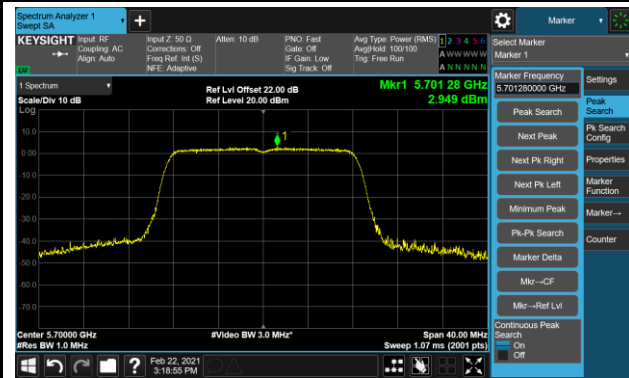 Spectrum Analyzer 1
Swept SA
+
Marker
KEYSIGHT
Input: RF
Coupling: AC
Align: Auto
Input Z: 50 Ω
Corrections: Off
Freq Ref: Int (S)
NFE: Adaptive
Atten: 10 dB
PNO: Fast
Gate: Off
IF Gain: Low
Sig Track: Off
Avg Type: Power (RMS)
Avg|Hold: 100/100
Trig: Free Run
1 2 3 4 5 6
A W W W W W
A N N N N N
Select Marker
Marker 1
1 Spectrum
Scale/Div 10 dB
Log
Ref Lvl Offset 22.00 dB
Ref Level 20.00 dBm
Mkr1 5.701 28 GHz
2.949 dBm
1
10.0
0.00
-10.0
-20.0
-30.0
-40.0
-50.0
-60.0
-70.0
Center 5.70000 GHz
#Res BW 1.0 MHz
#Video BW 3.0 MHz*
Span 40.00 MHz
Sweep 1.07 ms (2001 pts)
Marker Frequency
5.701280000 GHz
Peak Search
Next Peak
Next Pk Right
Next Pk Left
Minimum Peak
Pk-Pk Search
Marker Delta
Mkr→CF
Mkr→Ref Lvl
Continuous Peak
Search
On
Off
Settings
Peak
Search
Pk Search
Config
Properties
Marker
Function
Marker→
Counter
?
Feb 22, 2021
3:18:55 PM